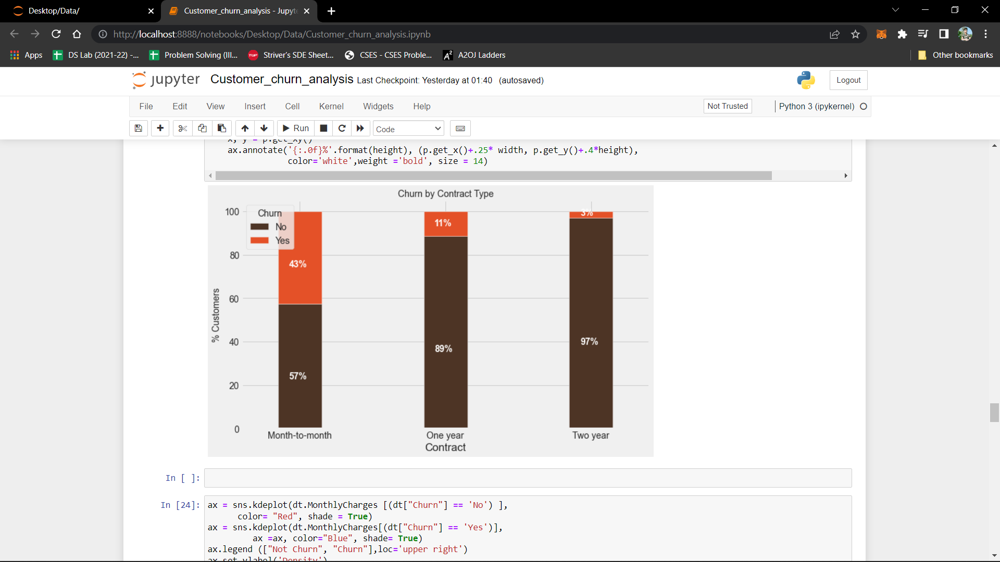 Desktop/Data/
Customer_churn_analysis - Jupyte
http://localhost:8888/notebooks/Desktop/Data/Customer_churn_analysis.ipynb
Apps
DS Lab (2021-22) -...
Problem Solving (III...
TUF
Striver's SDE Sheet...
CSES - CSES Proble...
A2OJ Ladders
Other bookmarks
jupyter
Customer_churn_analysis Last Checkpoint: Yesterday at 01:40 (autosaved)
Logout
File Edit View Insert Cell Kernel Widgets Help
Not Trusted
Python 3 (ipykernel)
Run
Code
x, y = p.get_xy()
ax.annotate('{:.0f}%'.format(height), (p.get_x()+.25* width, p.get_y()+.4*height),
color='white',weight ='bold', size = 14)
Churn by Contract Type
Churn
No
Yes
100
80
60
40
20
0
% Customers
43%
57%
11%
89%
3%
97%
Month-to-month
One year
Two year
Contract
In [ ]:
In [24]:
ax = sns.kdeplot(dt.MonthlyCharges [(dt["Churn"] == 'No') ],
color= "Red", shade = True)
ax = sns.kdeplot(dt.MonthlyCharges[(dt["Churn"] == 'Yes')],
ax =ax, color="Blue", shade= True)
ax.legend (["Not Churn", "Churn"],loc='upper right')
ax.set_ylabel('Density')